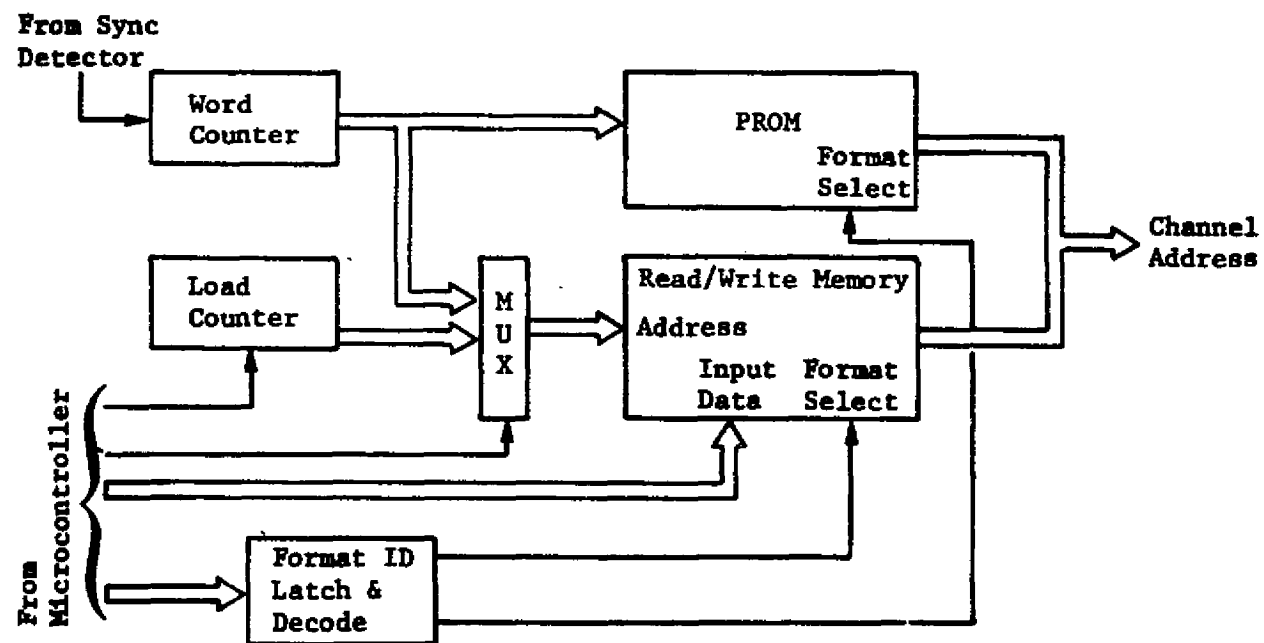 From Sync
Detector
Word
Counter
PROM
Format
Select
Channel
Address
Load
Counter
M
U
X
Read/Write Memory
Address
Input
Data
Format
Select
From
Microcontroller
Format ID
Latch &
Decode